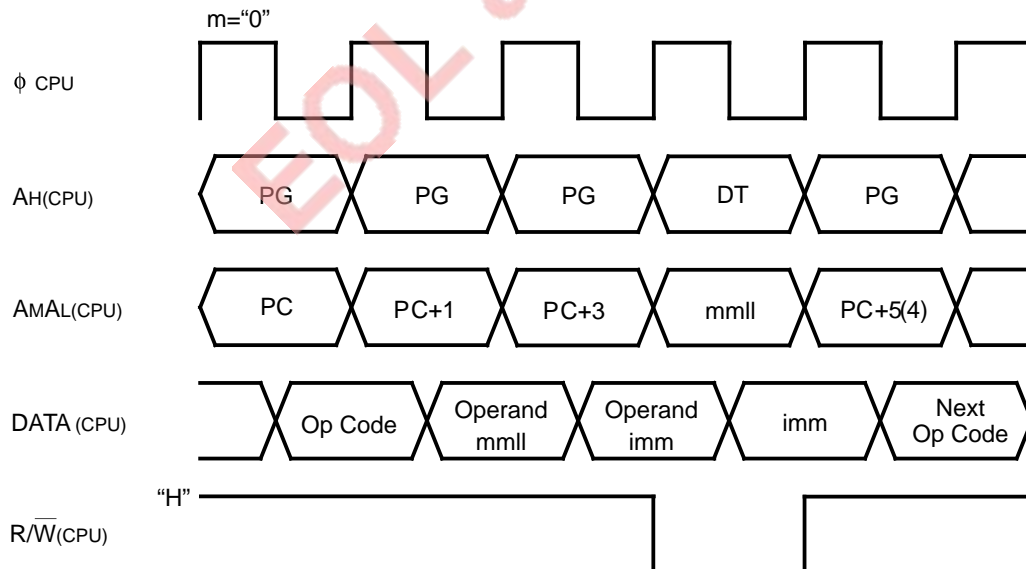 m=“0”
ϕ CPU
AH(CPU) PG PG PG DT PG
AMAL(CPU) PC PC+1 PC+3 mmll PC+5(4)
DATA (CPU) Op Code Operand mmll Operand imm imm Next Op Code
“H”
R/W̅(CPU)
EOL